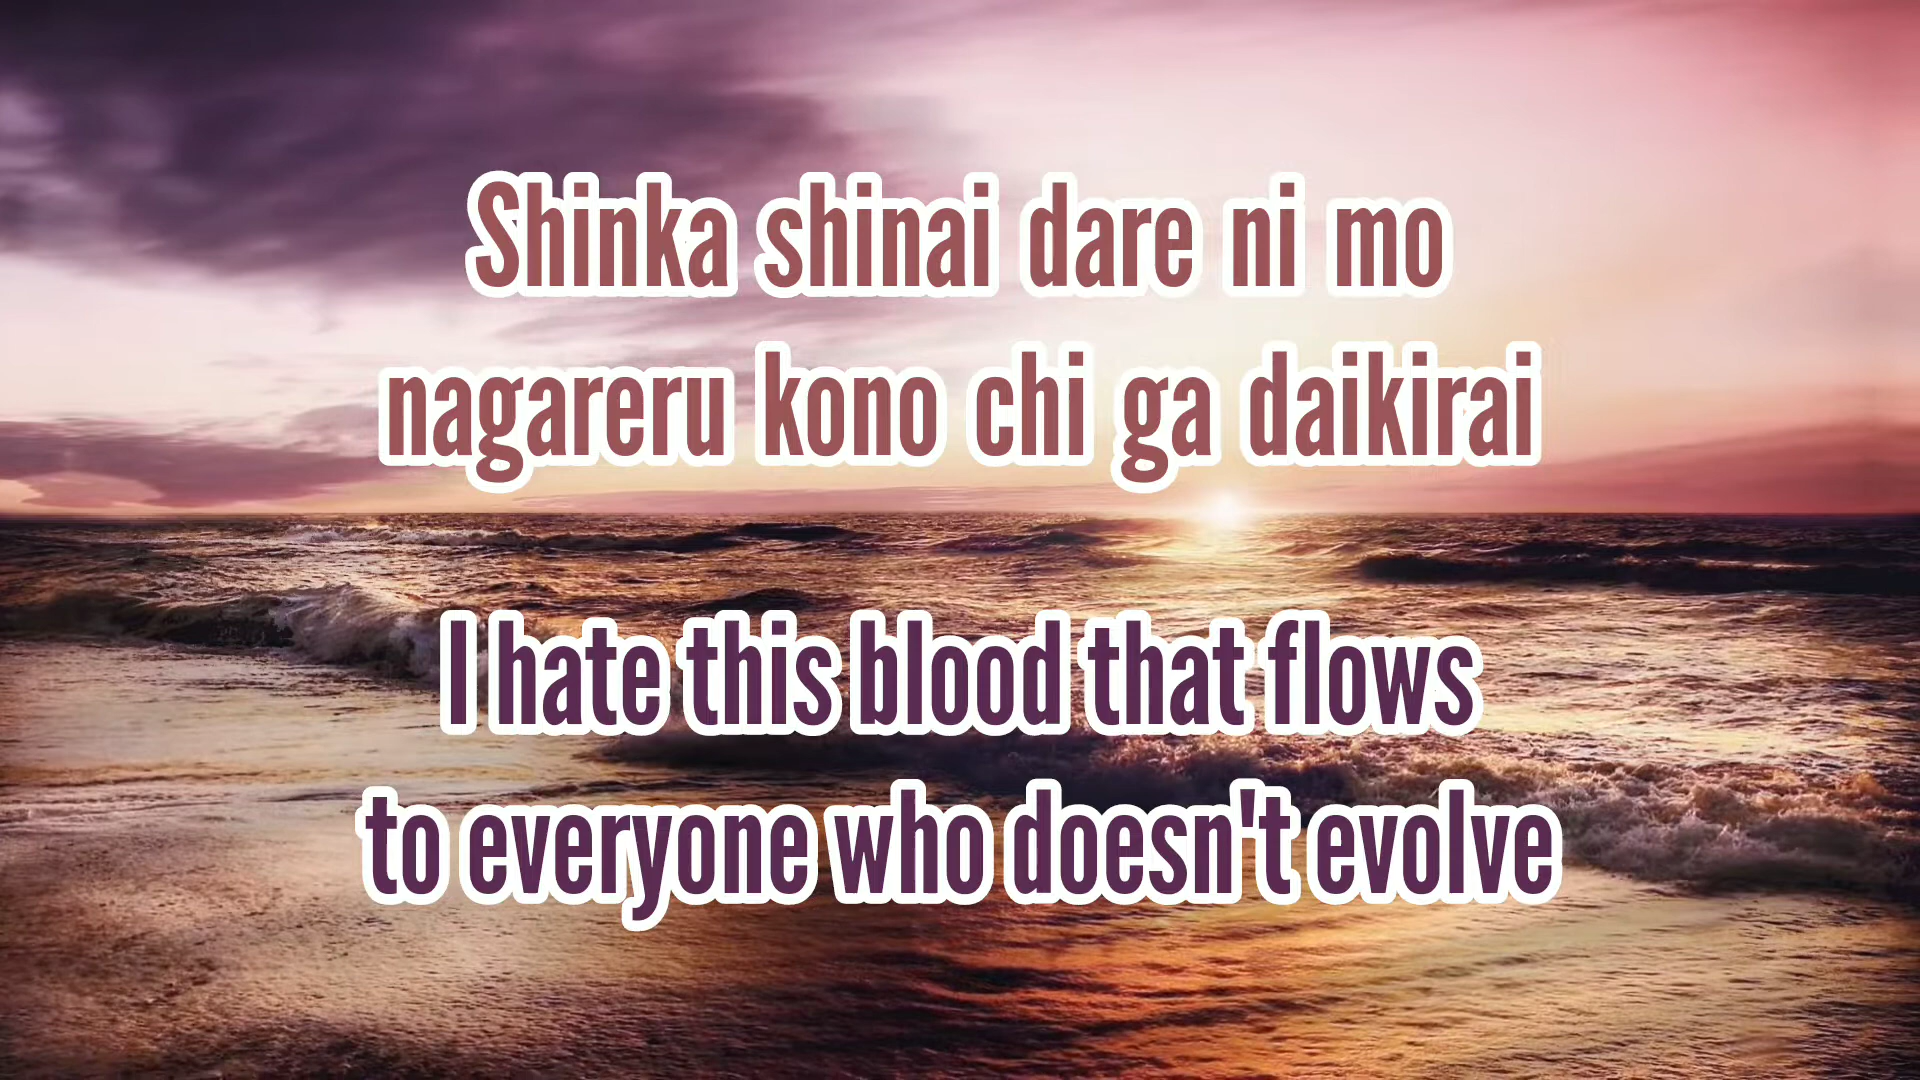 Shinka shinai dare ni mo
nagareru kono chi ga daikirai
I hate this blood that flows
to everyone who doesn't evolve